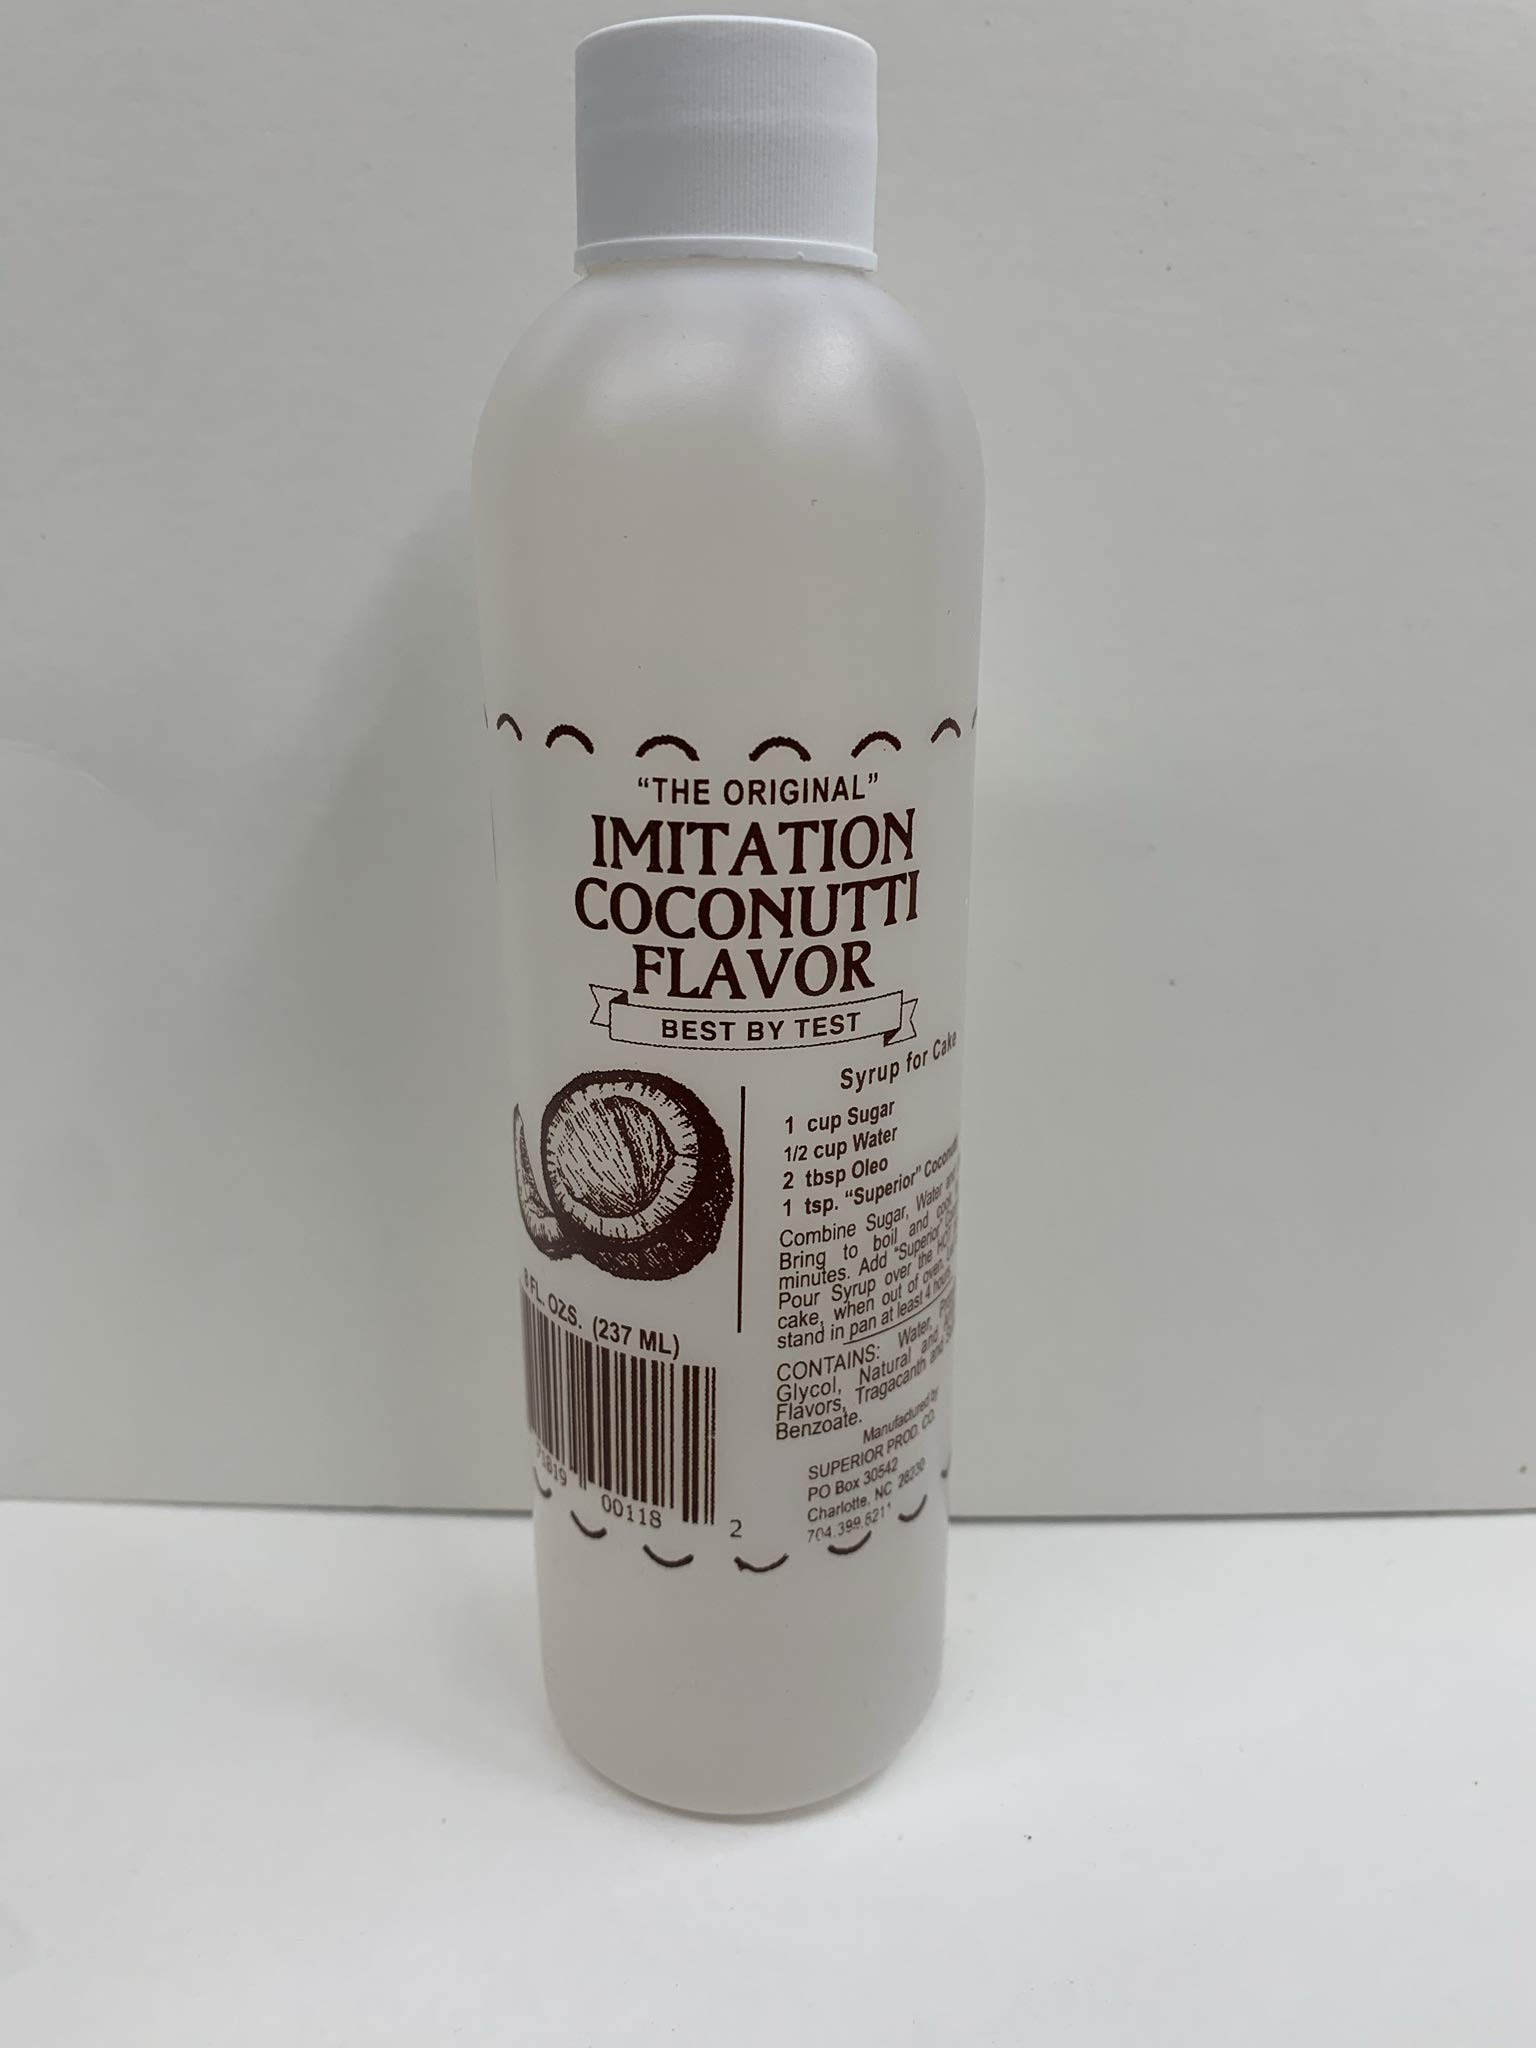 “THE ORIGINAL”
IMITATION
COCONUTTI
FLAVOR
BEST BY TEST
8 FL. OZS. (237 ML)
00118
2
Syrup for Cake
1 cup Sugar
1/2 cup Water
2 tbsp Oleo
1 tsp. “Superior”
Combine Sugar, Water and
Bring to boil and cook
minutes. Add “Superior”
Pour Syrup over the HOT
cake, when out of oven.
stand in pan at least 4 hours.
CONTAINS: Water,
Glycol, Natural and
Flavors, Tragacanth and
Benzoate.
Manufactured by
SUPERIOR PROD. CO.
PO Box 30542
Charlotte, NC 28230
704.399.6211